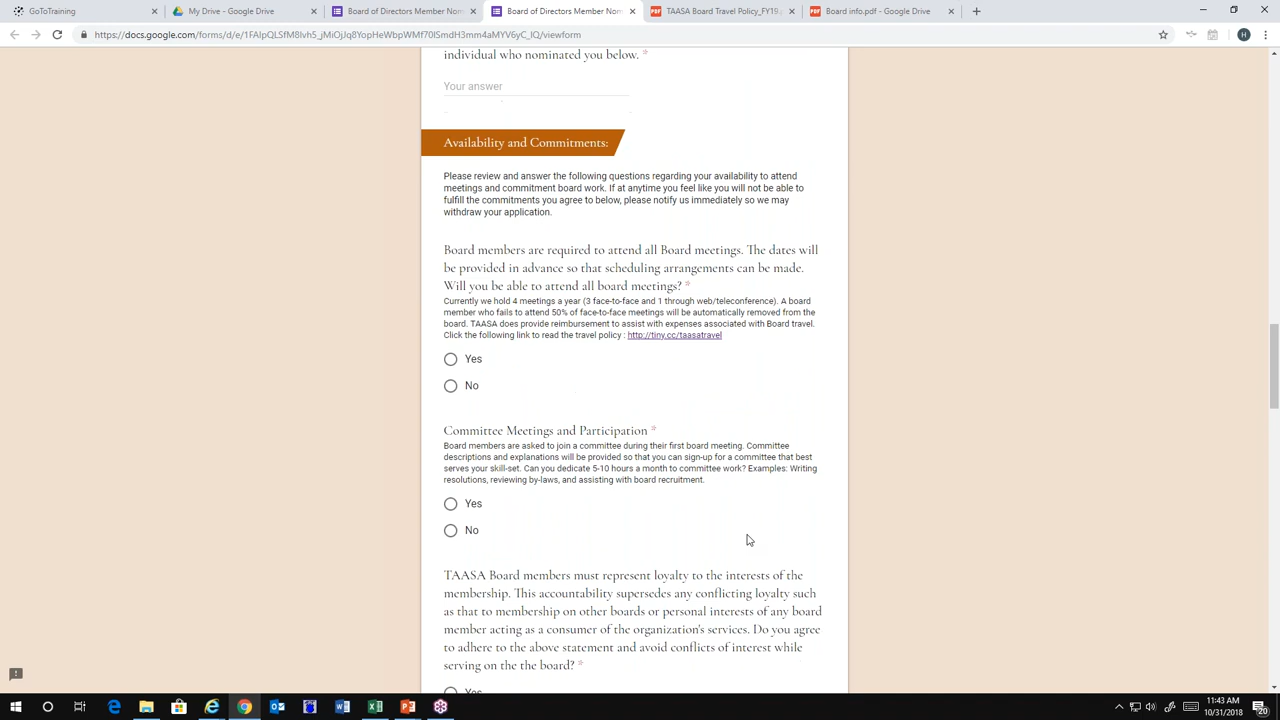 GoToTraining
My Drive - Google Drive
Board of Directors Member Nom
Board of Directors Member Nom
TAASA Board Travel Policy_FY19.
Board info.pdf - Google Drive
https://docs.google.com/forms/d/e/1FAIpQLSfM8lvh5_jMiOjJq8YopHeWbpWMf70ISmdH3mm4aMYV6yC_IQ/viewform
H
individual who nominated you below. *
Your answer
Availability and Commitments:
Please review and answer the following questions regarding your availability to attend
meetings and commitment board work. If at anytime you feel like you will not be able to
fulfill the commitments you agree to below, please notify us immediately so we may
withdraw your application.
Board members are required to attend all Board meetings. The dates will
be provided in advance so that scheduling arrangements can be made.
Will you be able to attend all board meetings? *
Currently we hold 4 meetings a year (3 face-to-face and 1 through web/teleconference). A board
member who fails to attend 50% of face-to-face meetings will be automatically removed from the
board. TAASA does provide reimbursement to assist with expenses associated with Board travel.
Click the following link to read the travel policy : http://tiny.cc/taasatravel
Yes
No
Committee Meetings and Participation *
Board members are asked to join a committee during their first board meeting. Committee
descriptions and explanations will be provided so that you can sign-up for a committee that best
serves your skill-set. Can you dedicate 5-10 hours a month to committee work? Examples: Writing
resolutions, reviewing by-laws, and assisting with board recruitment.
Yes
No
TAASA Board members must represent loyalty to the interests of the
membership. This accountability supersedes any conflicting loyalty such
as that to membership on other boards or personal interests of any board
member acting as a consumer of the organization's services. Do you agree
to adhere to the above statement and avoid conflicts of interest while
serving on the the board? *
Yes
11:43 AM
10/31/2018
20